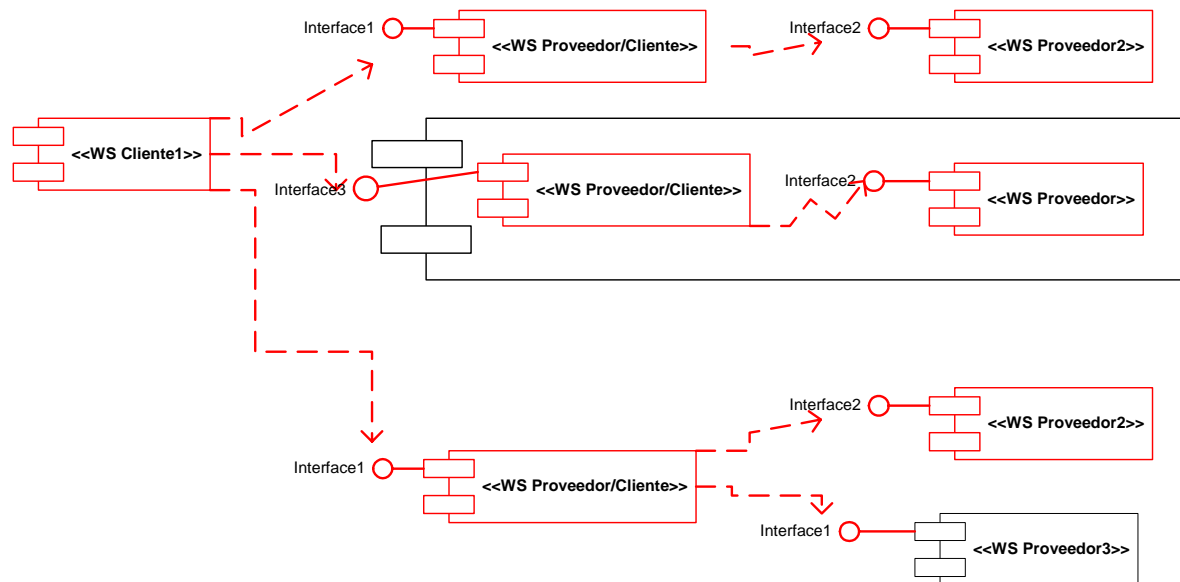 Interface1
<<WS Proveedor/Cliente>>
Interface2
<<WS Proveedor2>>
<<WS Cliente1>>
Interface3
<<WS Proveedor/Cliente>>
Interface2
<<WS Proveedor>>
Interface2
<<WS Proveedor2>>
Interface1
<<WS Proveedor/Cliente>>
Interface1
<<WS Proveedor3>>